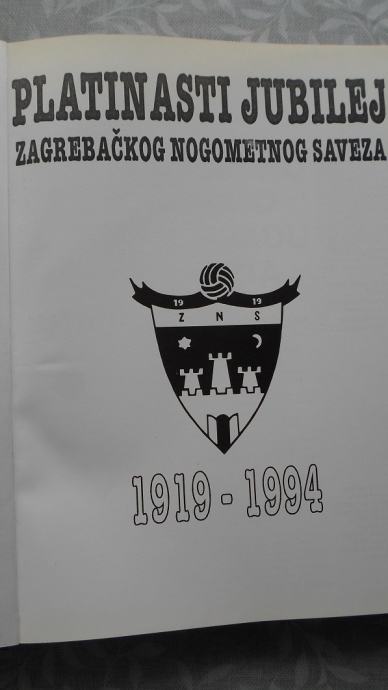 PLATINASTI JUBILEJ
ZAGREBAČKOG NOGOMETNOG SAVEZA
19 19
Z N S
1919 - 1994